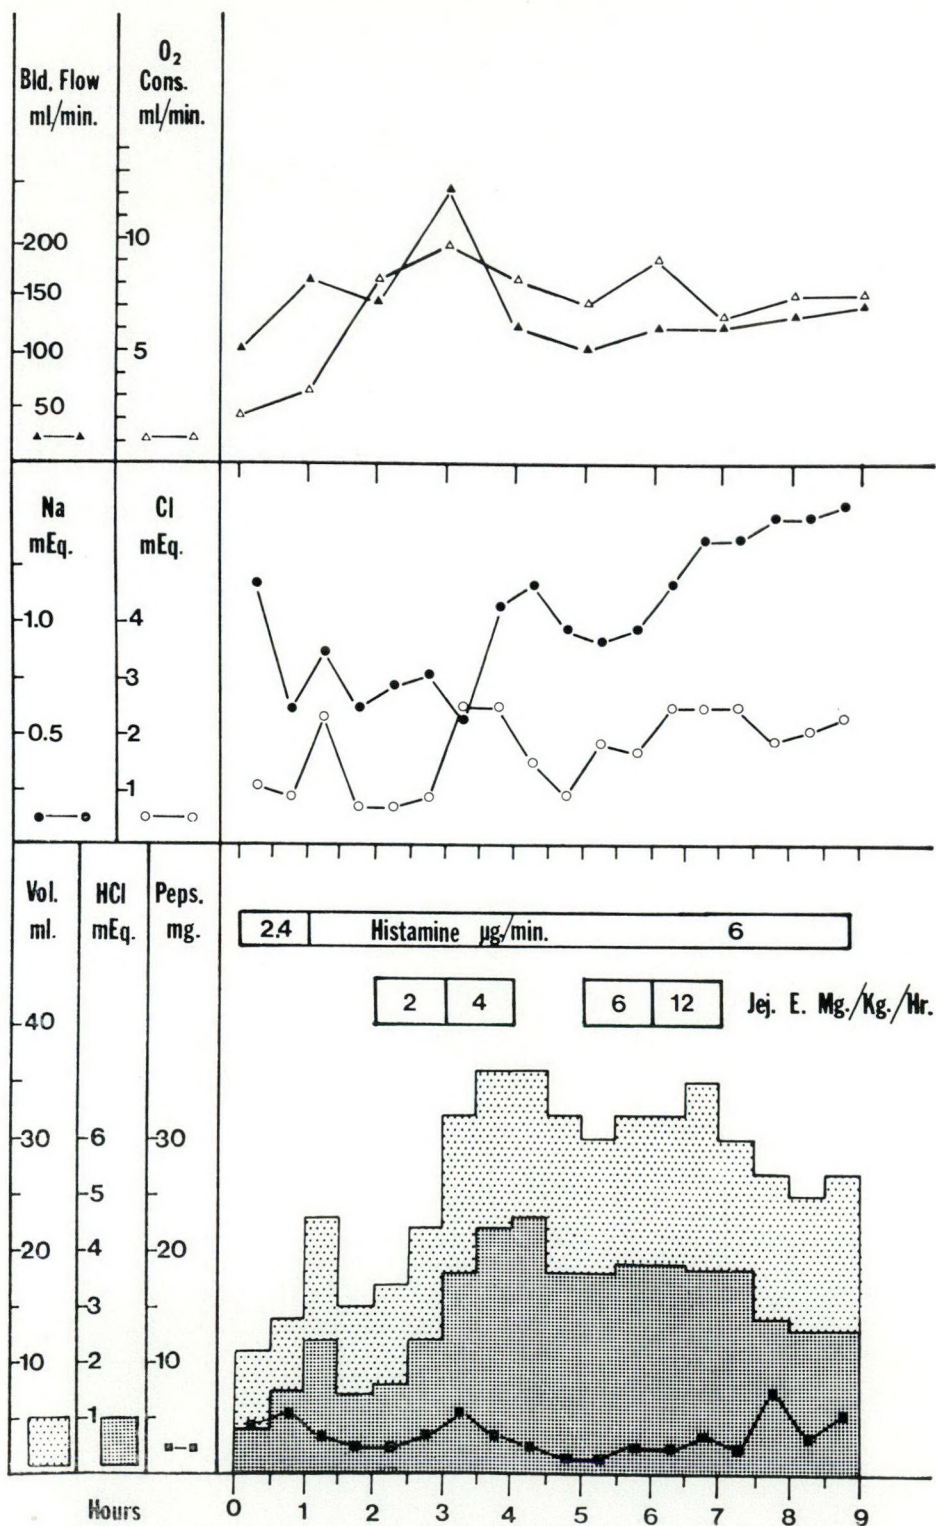 Bld. Flow
ml/min.
O2
Cons.
ml/min.
200
150
100
50
10
5
Na
mEq.
Cl
mEq.
1.0
0.5
4
3
2
1
Vol.
ml.
HCl
mEq.
Peps.
mg.
2.4
Histamine µg/min.
6
2
4
6
12
Jej. E. Mg./Kg./Hr.
40
30
20
10
6
5
4
3
2
1
30
20
10
Hours
0 1 2 3 4 5 6 7 8 9